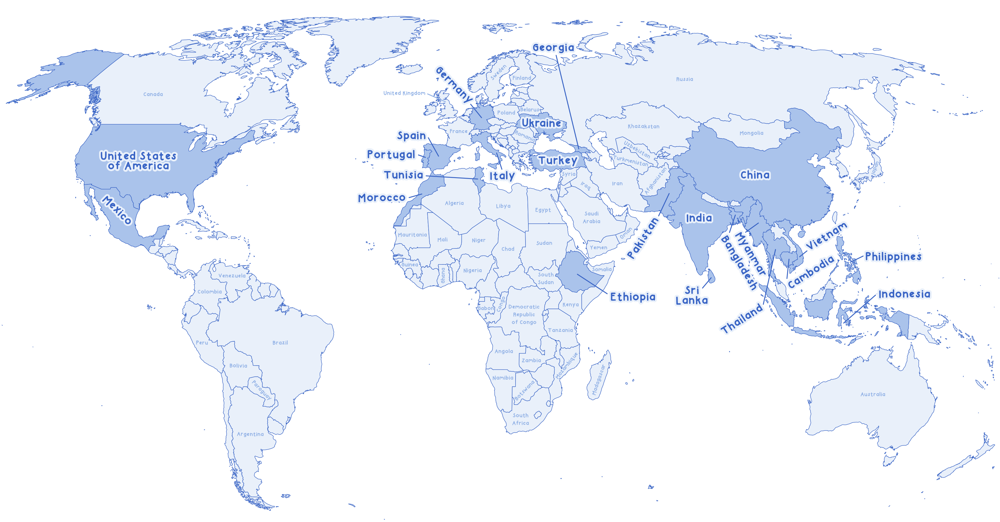 Georgia
Germany
Sweden
Finland
Russia
Canada
United Kingdom
Poland
Belarus
Ukraine
Khazakstan
Mongolia
France
Romania
Spain
Uzbekistan
Portugal
Turkey
Turkmenistan
United States
of America
Tunisia
Italy
Syria
Iraq
Iran
Afghanistan
China
Japan
Morocco
Mexico
Algeria
Libya
Egypt
Saudi
Arabia
Oman
Pakistan
India
Mauritania
Mali
Niger
Chad
Sudan
Yemen
Bangladesh
Myanmar
Vietnam
Philippines
Cambodia
Guinea
Ghana
Nigeria
South
Sudan
Somalia
Ethiopia
Venezuela
Colombia
Sri
Lanka
Indonesia
Thailand
Gabon
Congo
Democratic
Republic
of Congo
Kenya
Tanzania
Peru
Brazil
Angola
Zambia
Mozambique
Bolivia
Namibia
Botswana
Madagascar
Paraguay
Australia
South
Africa
Argentina